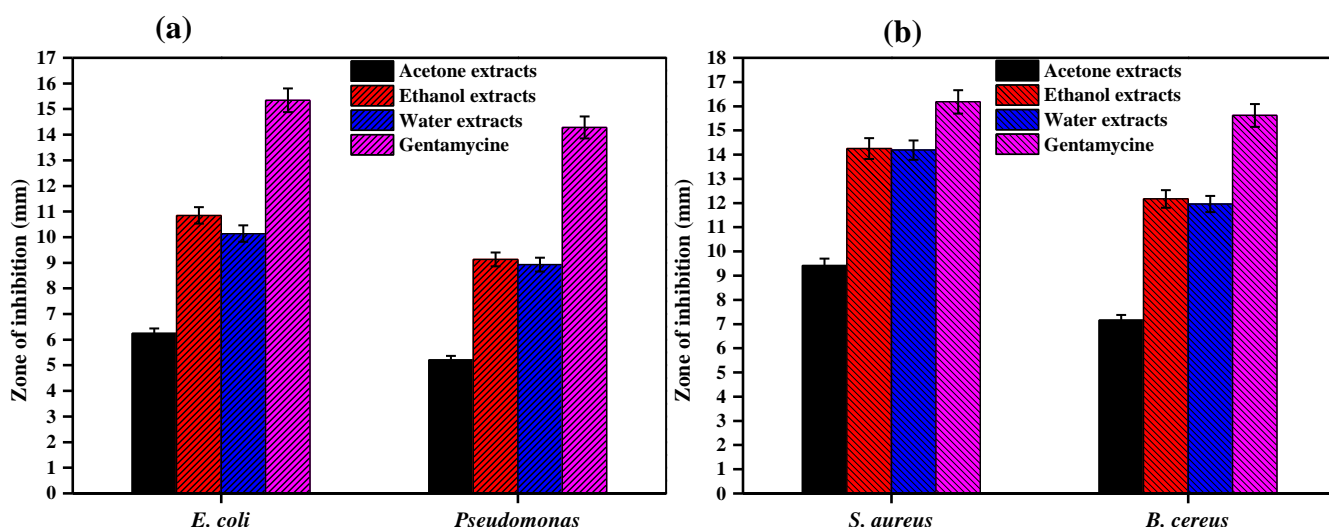 (a)
17
16
15
14
13
12
11
10
9
8
7
6
5
4
3
2
1
0
Zone of inhibition (mm)
Acetone extracts
Ethanol extracts
Water extracts
Gentamycine
E. coli
Pseudomonas
(b)
18
17
16
15
14
13
12
11
10
9
8
7
6
5
4
3
2
1
0
Zone of inhibition (mm)
Acetone extracts
Ethanol extracts
Water extracts
Gentamycine
S. aureus
B. cereus